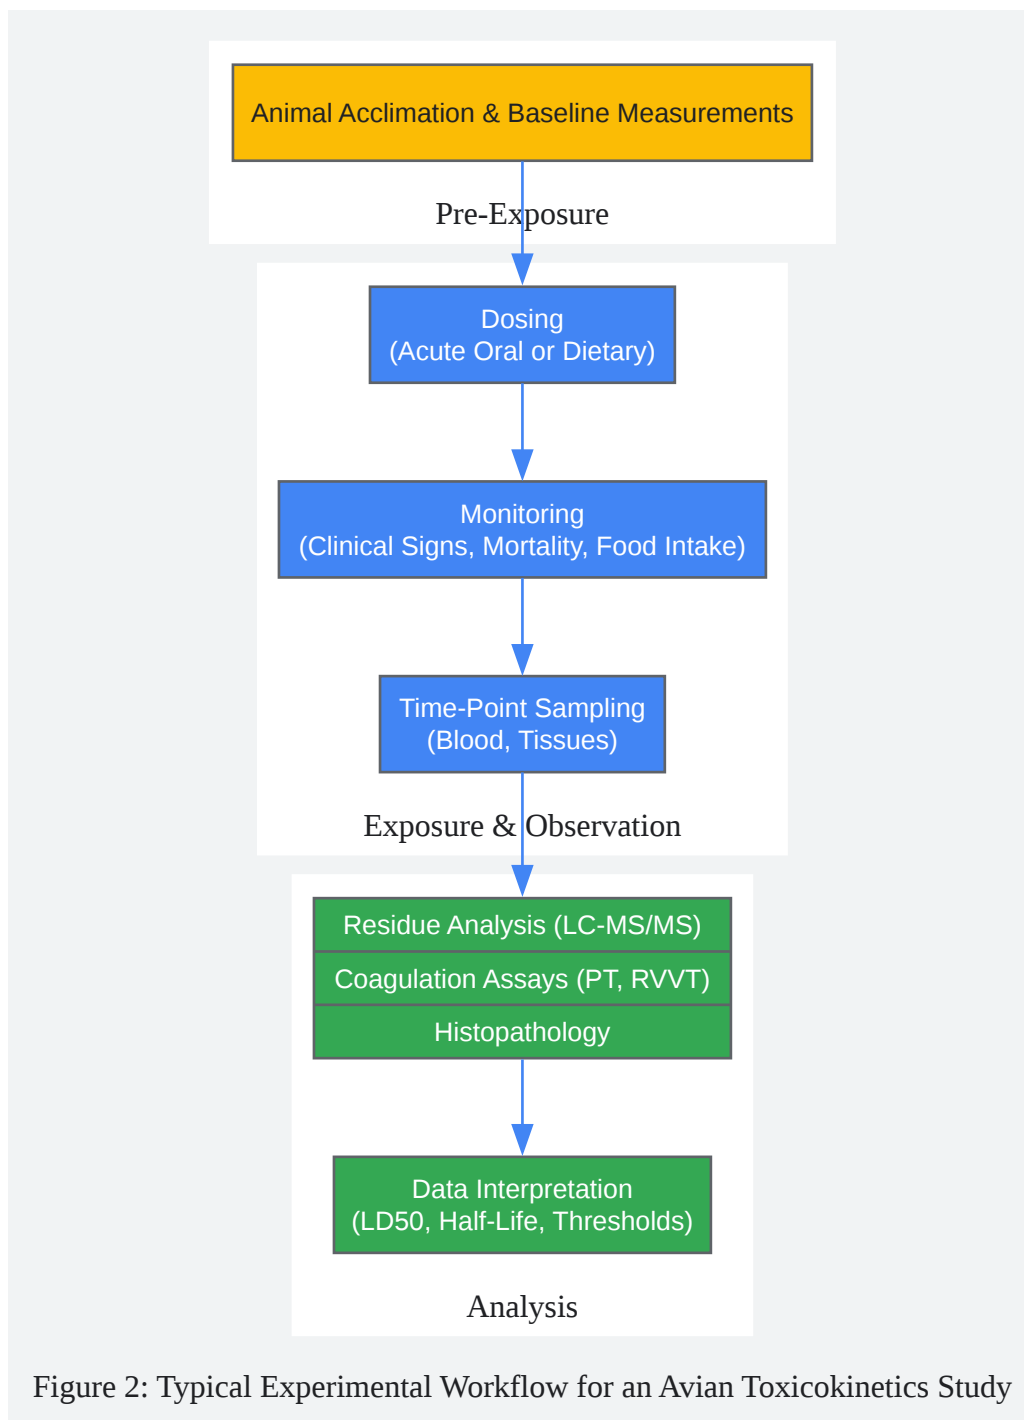 Animal Acclimation & Baseline Measurements
Pre-Exposure
Dosing
(Acute Oral or Dietary)
Monitoring
(Clinical Signs, Mortality, Food Intake)
Time-Point Sampling
(Blood, Tissues)
Exposure & Observation
Residue Analysis (LC-MS/MS)
Coagulation Assays (PT, RVVT)
Histopathology
Data Interpretation
(LD50, Half-Life, Thresholds)
Analysis
Figure 2: Typical Experimental Workflow for an Avian Toxicokinetics Study